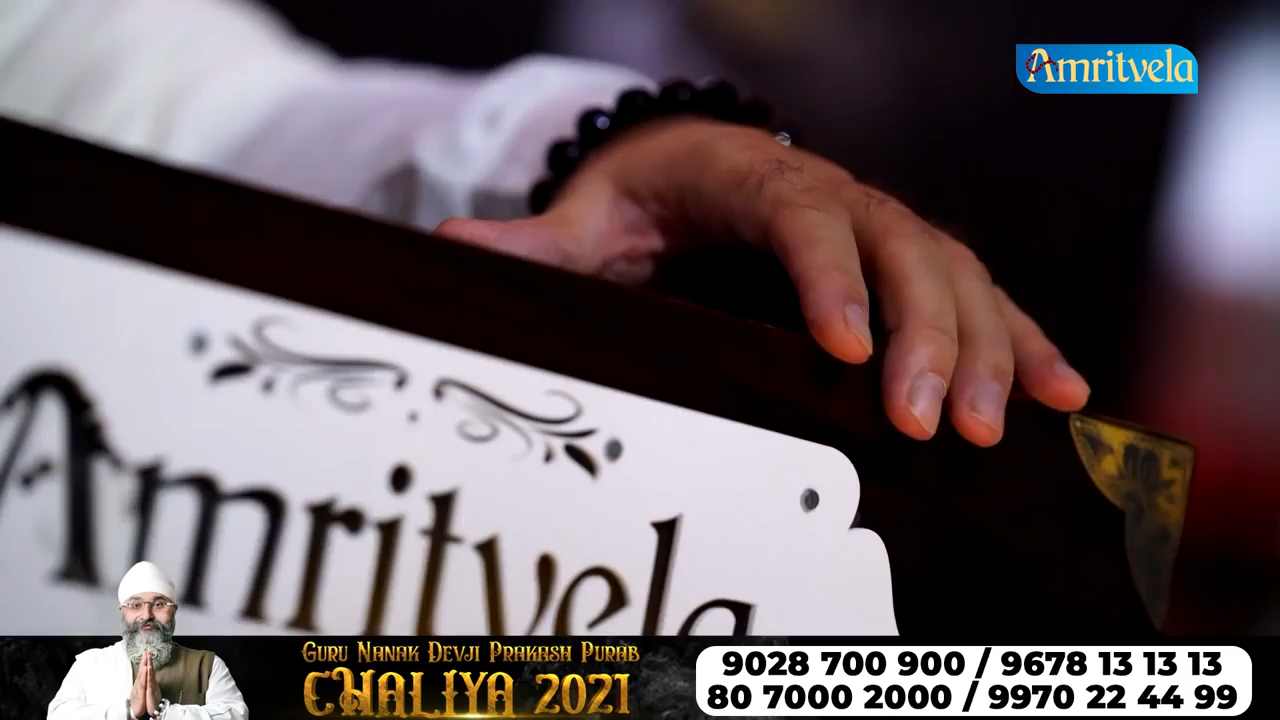 Amritvela
Amritvela
GURU NANAK DEVJI PRAKASH PURAB
CHALIYA 2021
9028 700 900 / 9678 13 13 13
80 7000 2000 / 9970 22 44 99